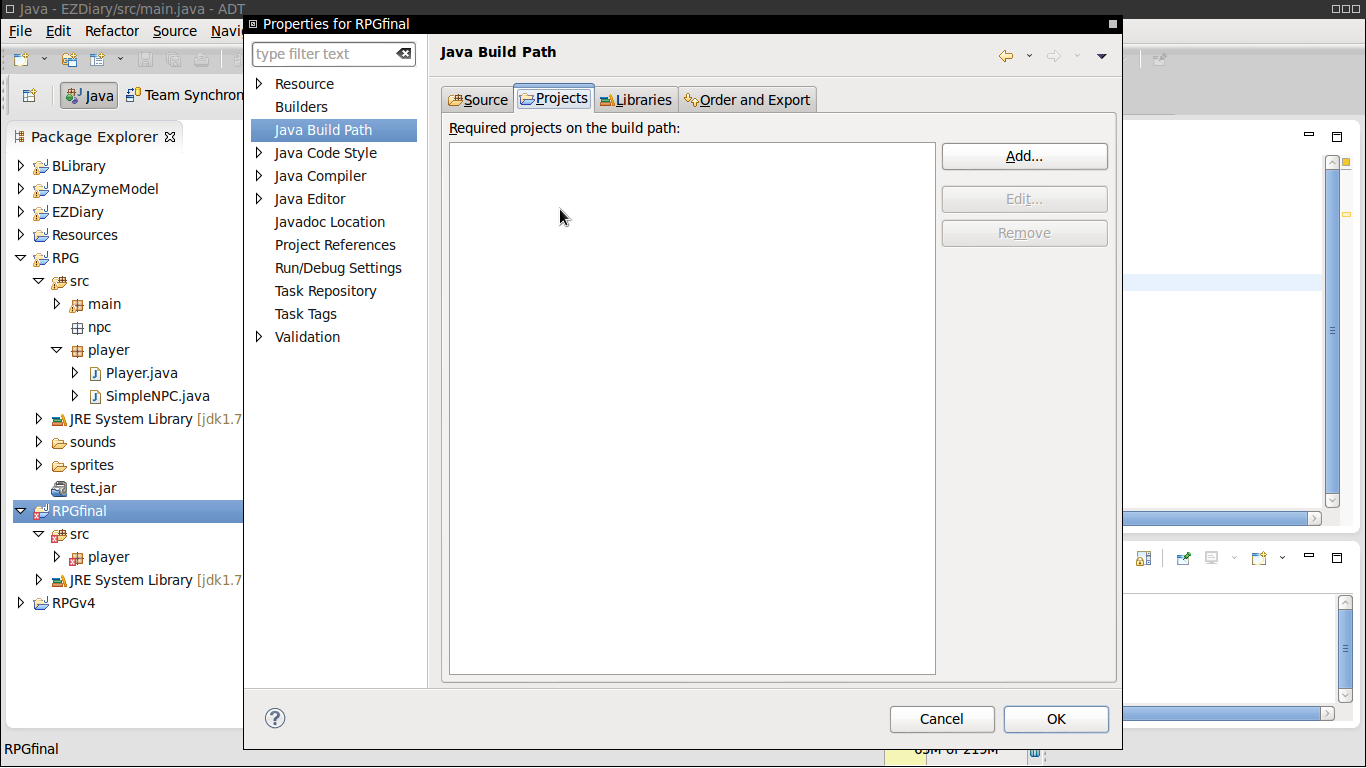 Java - EZDiary/src/main.java - ADT
File Edit Refactor Source
Java Team Synchron
Package Explorer
BLibrary
DNAZymeModel
EZDiary
Resources
RPG
src
main
npc
player
Player.java
SimpleNPC.java
JRE System Library [jdk1.7
sounds
sprites
test.jar
RPGfinal
src
player
JRE System Library [jdk1.7
RPGv4
RPGfinal
Properties for RPGfinal
type filter text
Resource
Builders
Java Build Path
Java Code Style
Java Compiler
Java Editor
Javadoc Location
Project References
Run/Debug Settings
Task Repository
Task Tags
Validation
Java Build Path
Source Projects Libraries Order and Export
Required projects on the build path:
Add...
Edit...
Remove
? Cancel OK